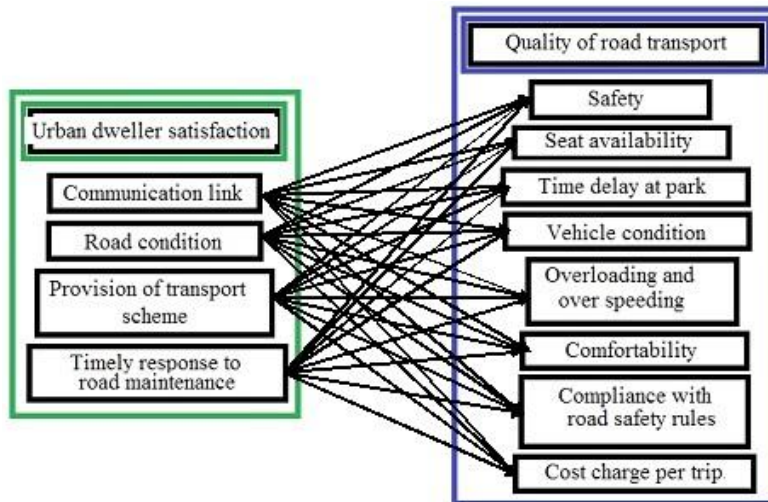 Quality of road transport
Urban dweller satisfaction
Communication link
Road condition
Provision of transport
scheme
Timely response to
road maintenance
Safety
Seat availability
Time delay at park
Vehicle condition
Overloading and
over speeding
Comfortability
Compliance with
road safety rules
Cost charge per trip